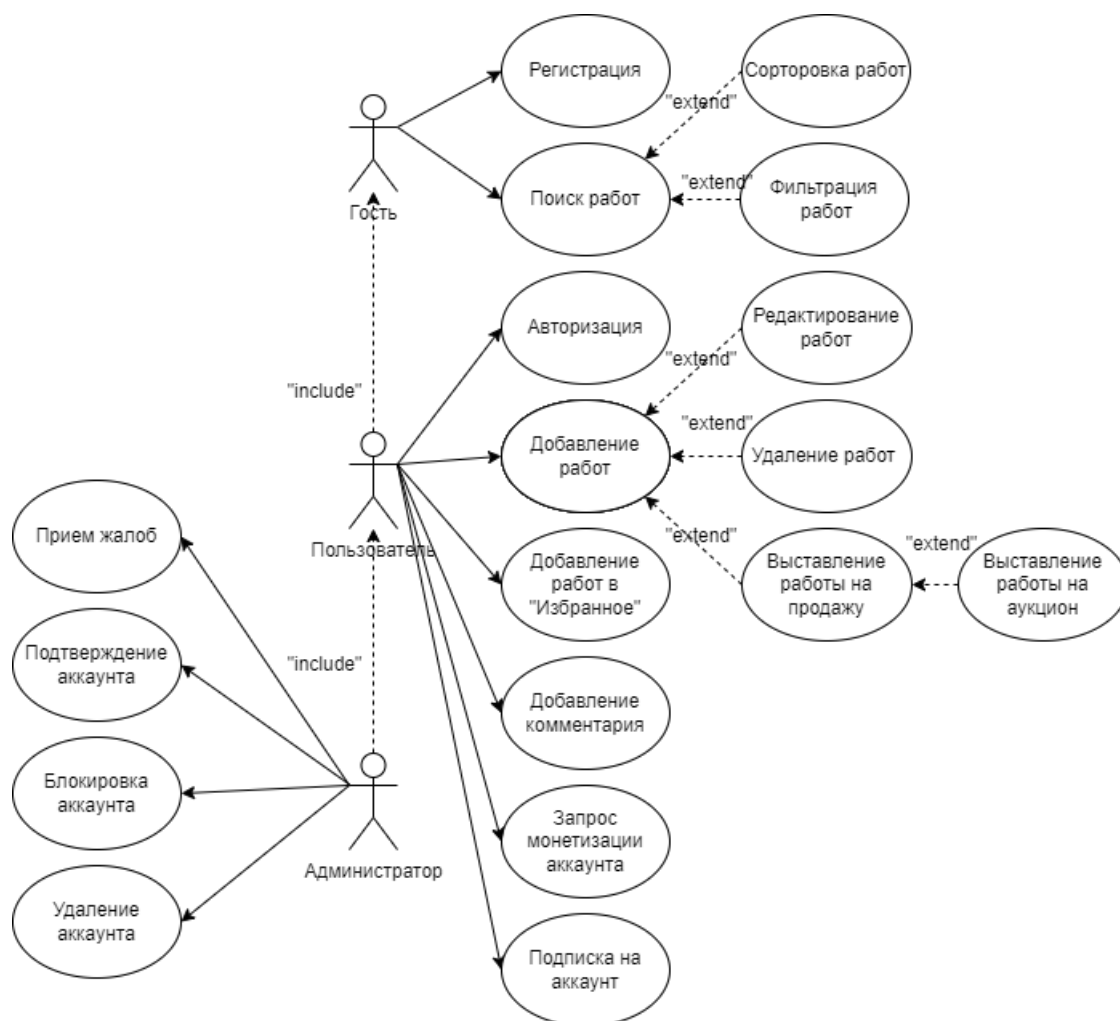 Регистрация
Сорторовка работ
"extend"
Поиск работ
"extend"
Фильтрация
работ
Гость
Авторизация
Редактирование
работ
"extend"
"include"
Добавление
работ
"extend"
Удаление работ
Пользователь
Прием жалоб
"extend"
Добавление
работ в
"Избранное"
Выставление
работы на
продажу
"extend"
Выставление
работы на
аукцион
Подтверждение
аккаунта
"include"
Добавление
комментария
Блокировка
аккаунта
Запрос
монетизации
аккаунта
Администратор
Удаление
аккаунта
Подписка на
аккаунт